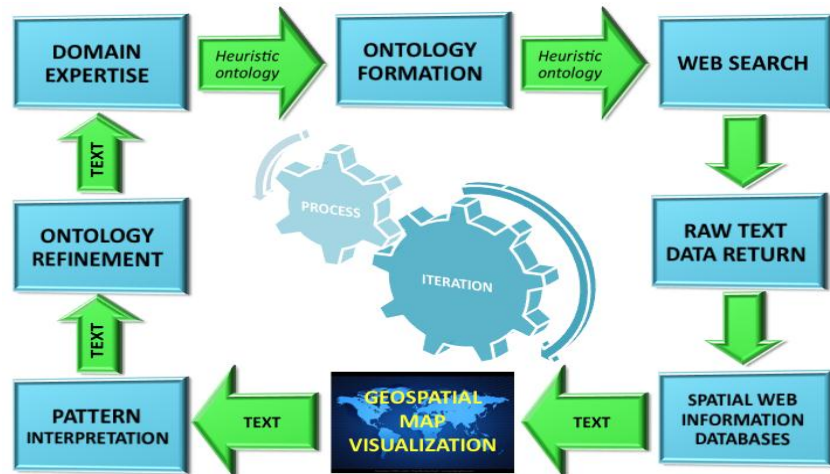 DOMAIN
EXPERTISE
Heuristic
ontology
ONTOLOGY
FORMATION
Heuristic
ontology
WEB SEARCH
TEXT
PROCESS
ONTOLOGY
REFINEMENT
RAW TEXT
DATA RETURN
ITERATION
TEXT
PATTERN
INTERPRETATION
TEXT
GEOSPATIAL
MAP
VISUALIZATION
TEXT
SPATIAL WEB
INFORMATION
DATABASES